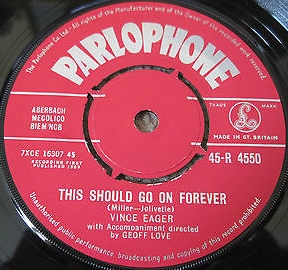 All Rights of the Manufacturer and of the Owner of the Recorded Work Reserved
The Parlophone Co. Ltd.
PARLOPHONE
ABERBACH
MECOLICO
BIEM/NCB
TRADE MARK
£
MADE IN GT. BRITAIN
7XCE 16307 45
RECORDING FIRST
PUBLISHED 1959
45-R 4550
THIS SHOULD GO ON FOREVER
(Miller—Jolivette)
VINCE EAGER
with Accompaniment directed
by GEOFF LOVE
Unauthorised public performance, broadcasting and copying of this record prohibited